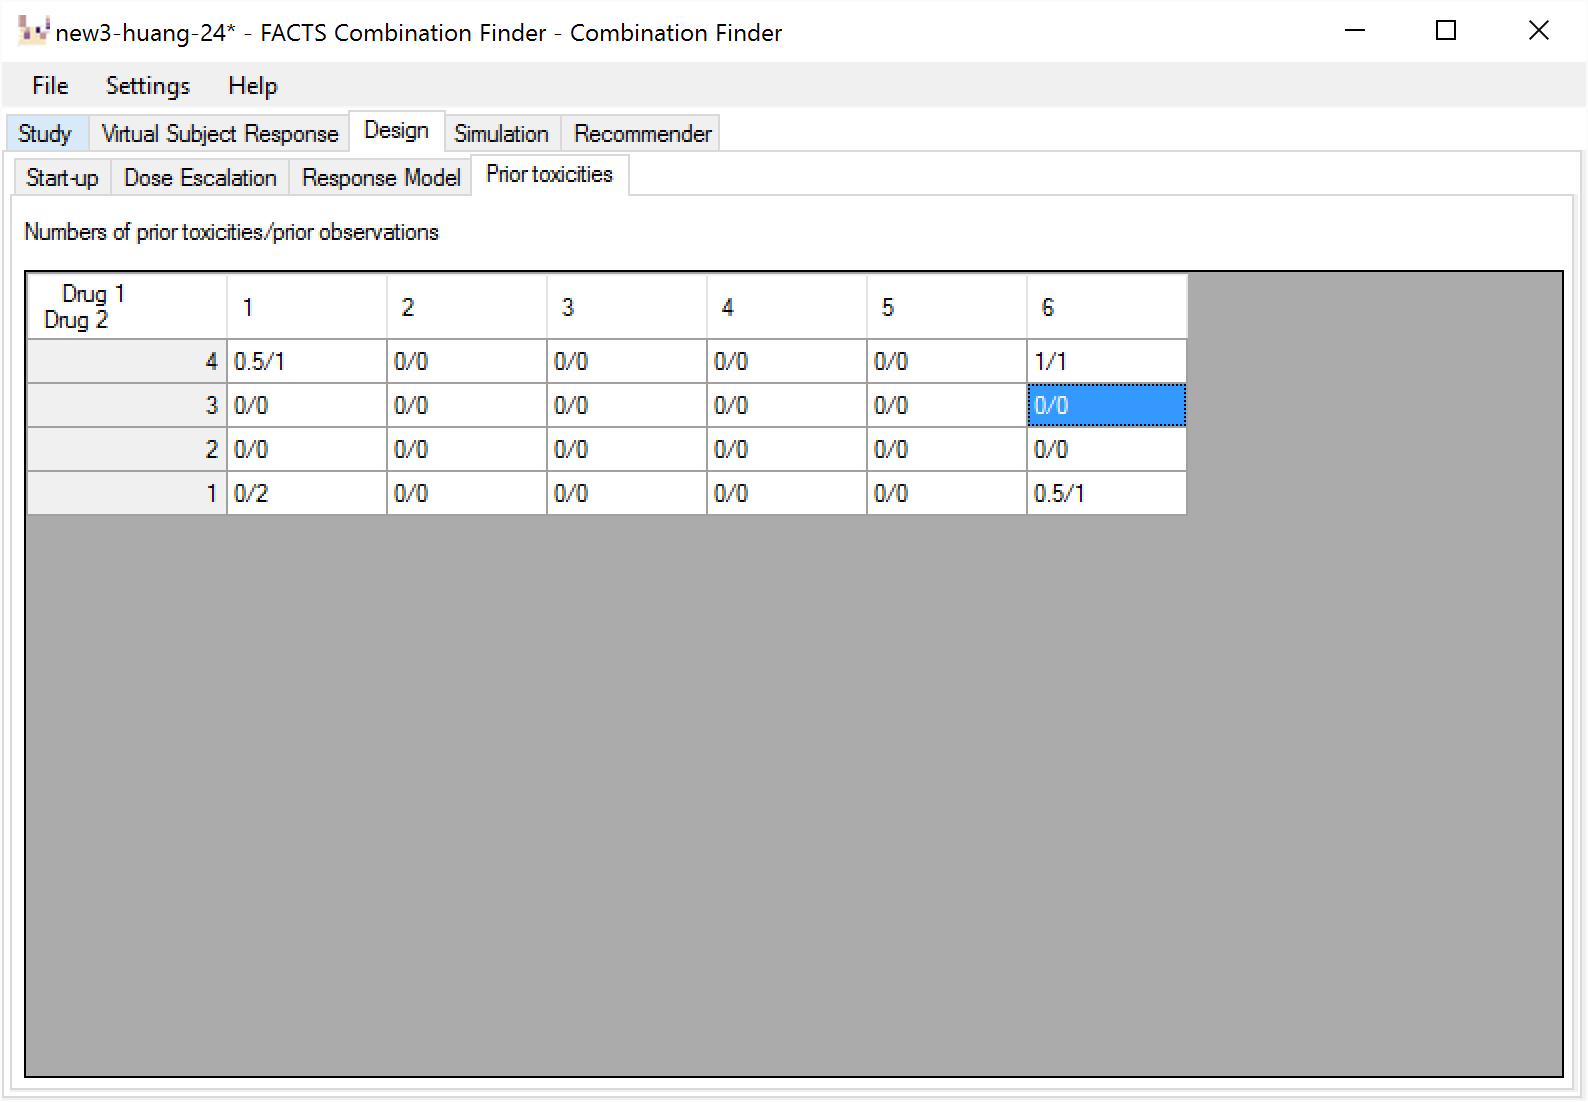 new3-huang-24* - FACTS Combination Finder - Combination Finder
File Settings Help
Study Virtual Subject Response Design Simulation Recommender
Start-up Dose Escalation Response Model Prior toxicities
Numbers of prior toxicities/prior observations
Drug 1
Drug 2
1 2 3 4 5 6
4 0.5/1 0/0 0/0 0/0 0/0 1/1
3 0/0 0/0 0/0 0/0 0/0 0/0
2 0/0 0/0 0/0 0/0 0/0 0/0
1 0/2 0/0 0/0 0/0 0/0 0.5/1